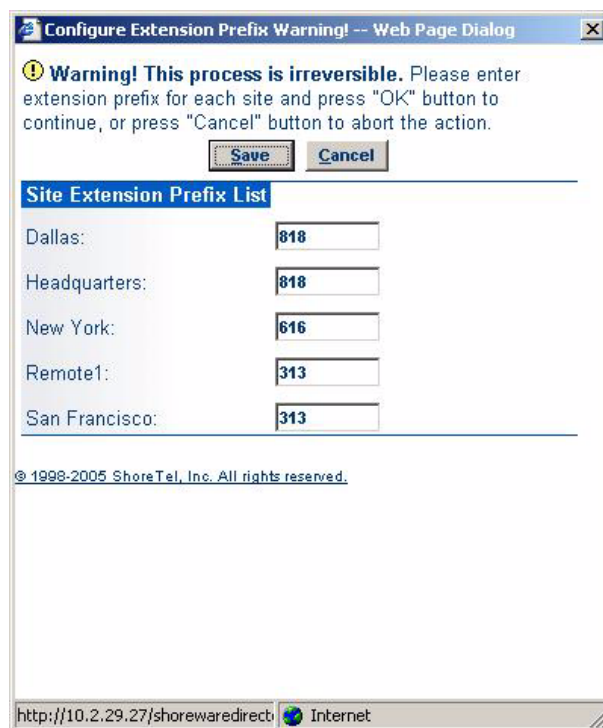 Configure Extension Prefix Warning! -- Web Page Dialog
Warning! This process is irreversible. Please enter
extension prefix for each site and press "OK" button to
continue, or press "Cancel" button to abort the action.
Save Cancel
Site Extension Prefix List
Dallas: 818
Headquarters: 818
New York: 616
Remote1: 313
San Francisco: 313
© 1998-2005 ShoreTel, Inc. All rights reserved.
http://10.2.29.27/shorewaredirect Internet